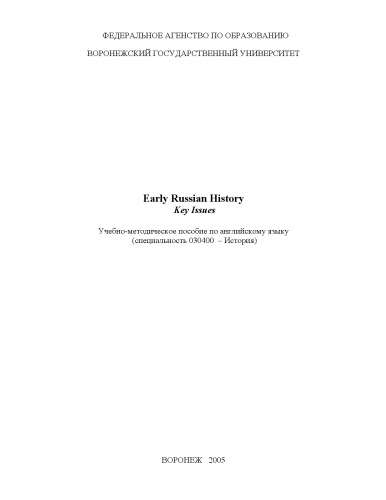 ФЕДЕРАЛЬНОЕ АГЕНСТВО ПО ОБРАЗОВАНИЮ
ВОРОНЕЖСКИЙ ГОСУДАРСТВЕННЫЙ УНИВЕРСИТЕТ
Early Russian History
Key Issues
Учебно-методическое пособие по английскому языку
(специальность 030400 – История)
ВОРОНЕЖ 2005